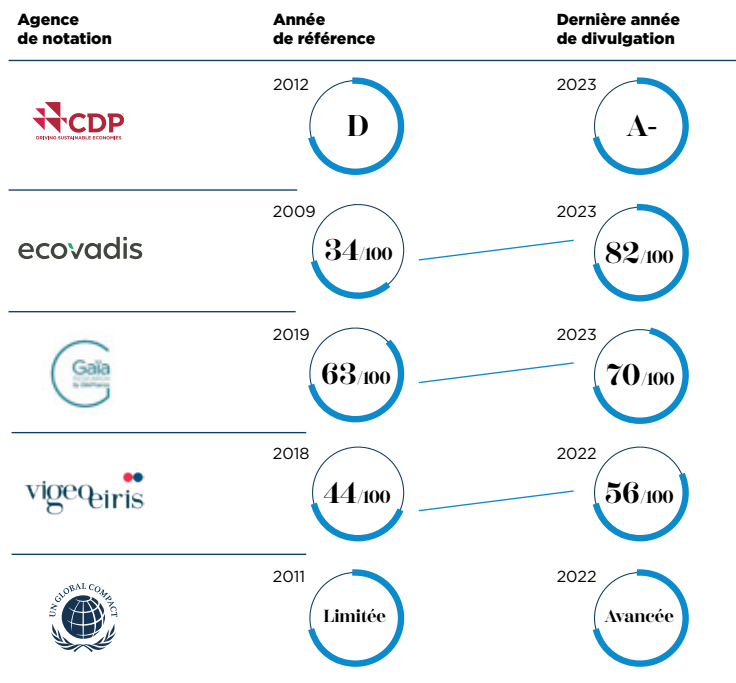 Agence
de notation
Année
de référence
Dernière année
de divulgation
CDP
DRIVING SUSTAINABLE ECONOMIES
2012
D
2023
A-
ecovadis
2009
34/100
2023
82/100
Gaïa
2019
63/100
2023
70/100
vigeoeiris
2018
44/100
2022
56/100
UN GLOBAL COMPACT
2011
Limitée
2022
Avancée